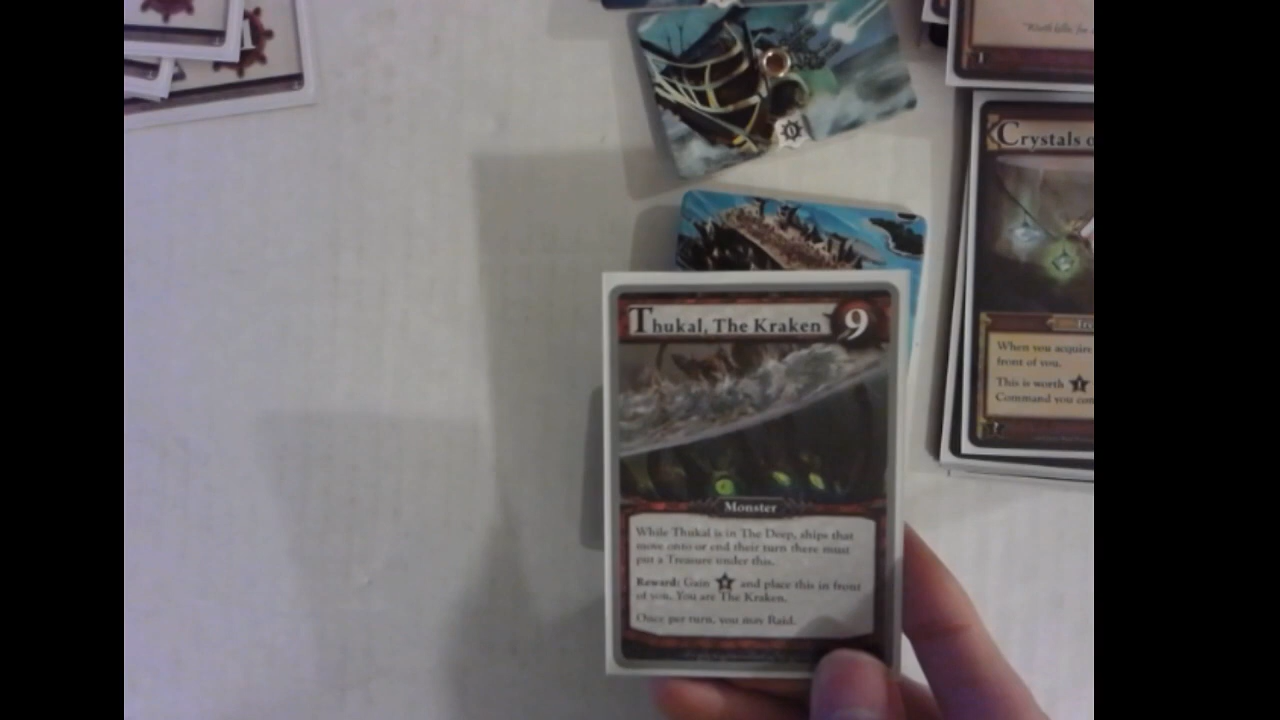 Thukal, The Kraken 9
Monster
While Thukal is in The Deep, ships that
move onto or end their turn there must
put a Treasure under this.
Reward: Gain and place this in front
of you. You are The Kraken.
Once per turn, you may Raid.
Crystals o
When you acquire
front of you.
This is worth 1
Command you con